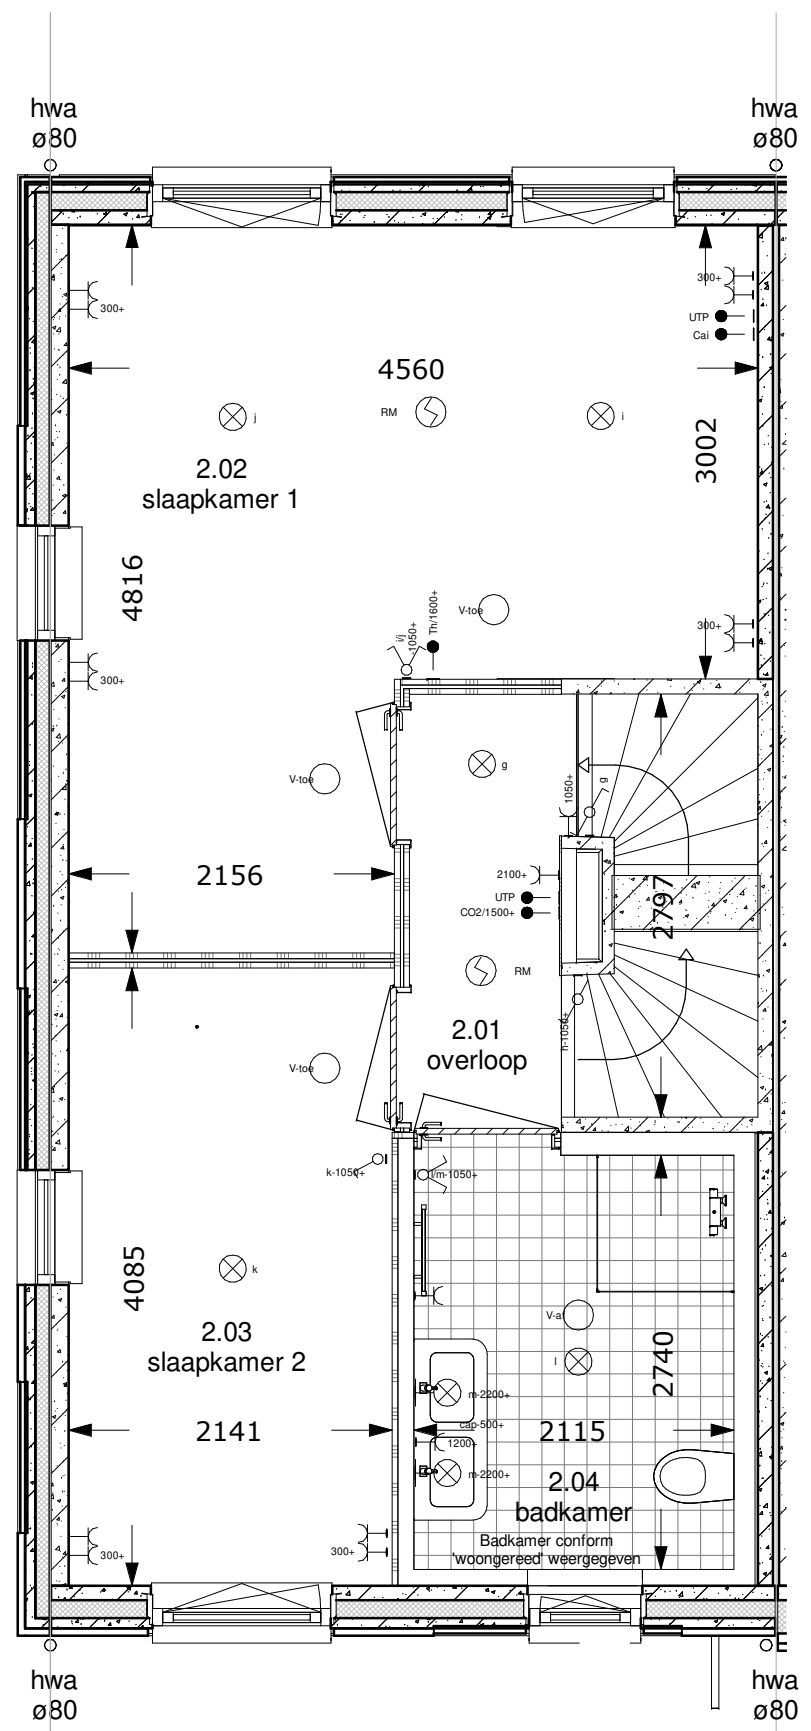 hwa
ø80
hwa
ø80
300+
300+
UTP
Cai
4560
j
RM
i
3002
2.02
slaapkamer 1
4816
V-toe
i/j
-1050+
Th/1600+
300+
300+
g
1050+
g
V-toe
2156
2100+
UTP
CO2/1500+
2797
RM
2.01
overloop
h-1050+
V-toe
k-1050+
l/m-1050+
4085
k
V-af
l
2.03
slaapkamer 2
2740
m-2200+
cap-500+
2141
1200+
2115
m-2200+
2.04
badkamer
Badkamer conform
'woongereed' weergegeven
300+
300+
hwa
ø80
hwa
ø80